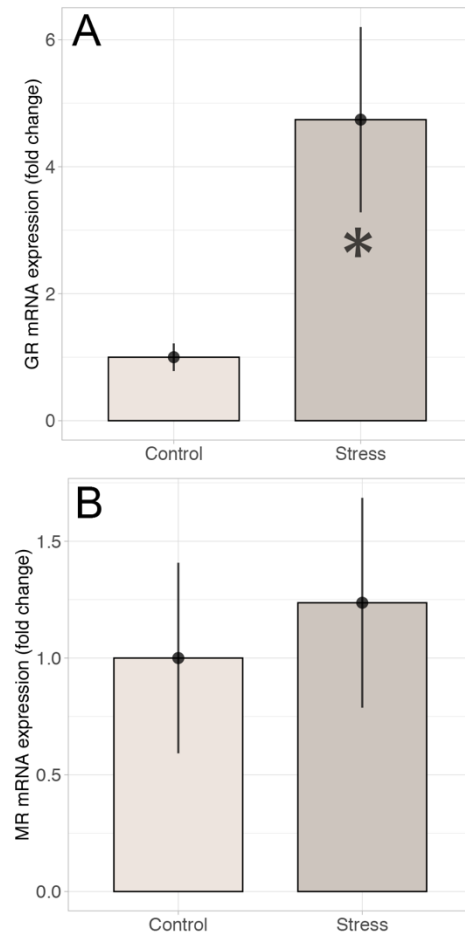 A
GR mRNA expression (fold change)
6
4
2
0
*
Control Stress
B
MR mRNA expression (fold change)
1.5
1.0
0.5
0.0
Control Stress